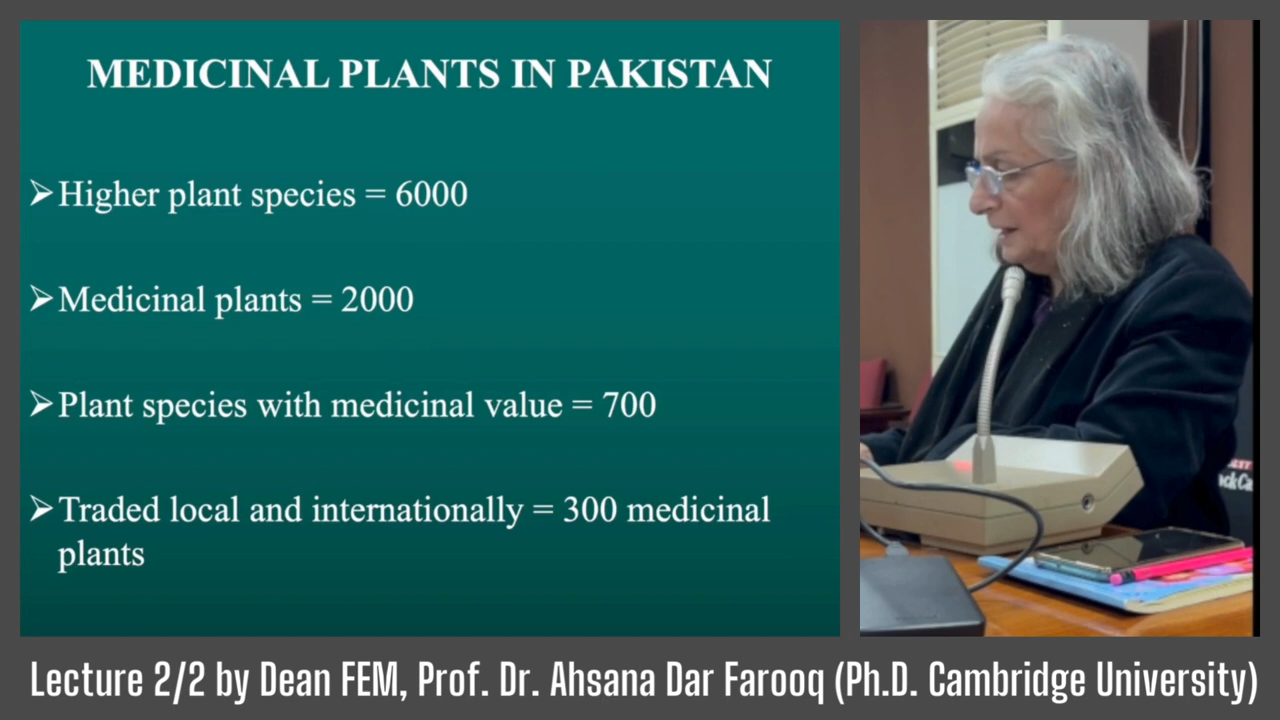 MEDICINAL PLANTS IN PAKISTAN
➢Higher plant species = 6000
➢Medicinal plants = 2000
➢Plant species with medicinal value = 700
➢Traded local and internationally = 300 medicinal
plants
Lecture 2/2 by Dean FEM, Prof. Dr. Ahsana Dar Farooq (Ph.D. Cambridge University)